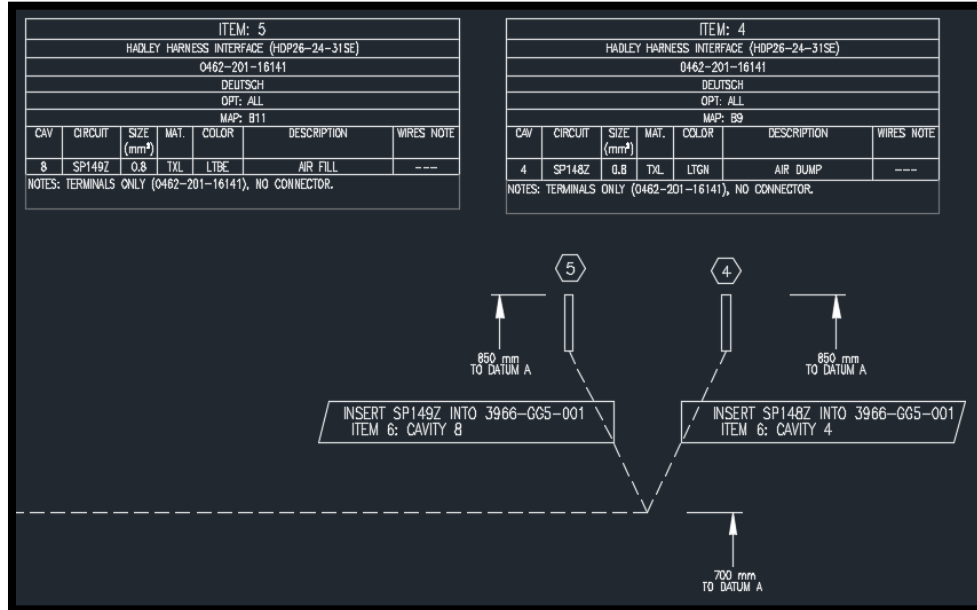 ITEM: 5
HADLEY HARNESS INTERFACE (HDP26-24-31SE)
0462-201-16141
DEUTSCH
OPT: ALL
MAP: B11
CAV CIRCUIT SIZE (mm²) MAT. COLOR DESCRIPTION WIRES NOTE
8 SP149Z 0.8 TXL LTBE AIR FILL ---
NOTES: TERMINALS ONLY (0462-201-16141), NO CONNECTOR.
ITEM: 4
HADLEY HARNESS INTERFACE (HDP26-24-31SE)
0462-201-16141
DEUTSCH
OPT: ALL
MAP: B9
CAV CIRCUIT SIZE (mm²) MAT. COLOR DESCRIPTION WIRES NOTE
4 SP148Z 0.8 TXL LTGN AIR DUMP ---
NOTES: TERMINALS ONLY (0462-201-16141), NO CONNECTOR.
5
4
850 mm
TO DATUM A
850 mm
TO DATUM A
INSERT SP149Z INTO 3966-GG5-001
ITEM 6: CAVITY 8
INSERT SP148Z INTO 3966-GG5-001
ITEM 6: CAVITY 4
700 mm
TO DATUM A